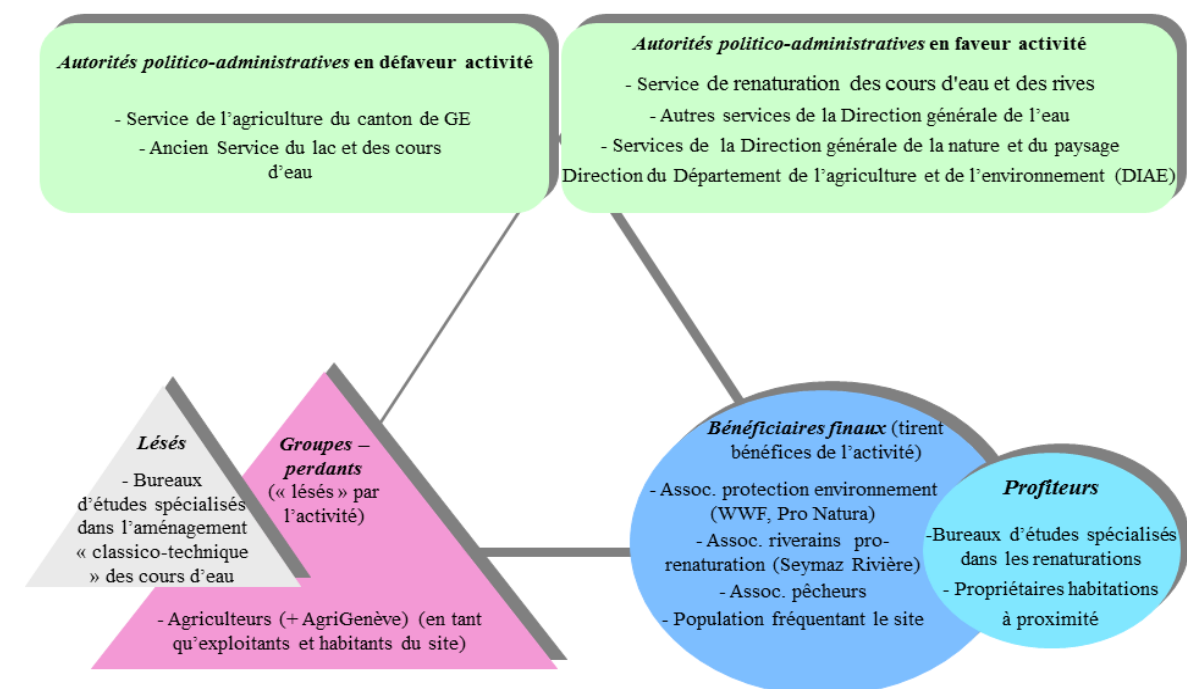 Autorités politico-administratives en défaveur activité
- Service de l’agriculture du canton de GE
- Ancien Service du lac et des cours
d’eau
Autorités politico-administratives en faveur activité
- Service de renaturation des cours d'eau et des rives
- Autres services de la Direction générale de l’eau
- Services de la Direction générale de la nature et du paysage
Direction du Département de l’agriculture et de l’environnement (DIAE)
Lésés
- Bureaux
d’études spécialisés
dans l’aménagement
« classico-technique
» des cours d’eau
Groupes –
perdants
(« lésés » par
l’activité)
- Agriculteurs (+ AgriGenève) (en tant
qu’exploitants et habitants du site)
Bénéficiaires finaux (tirent
bénéfices de l’activité)
- Assoc. protection environnement
(WWF, Pro Natura)
- Assoc. riverains pro-
renaturation (Seymaz Rivière)
- Assoc. pêcheurs
- Population fréquentant le site
Profiteurs
-Bureaux d’études spécialisés
dans les renaturations
- Propriétaires habitations
à proximité